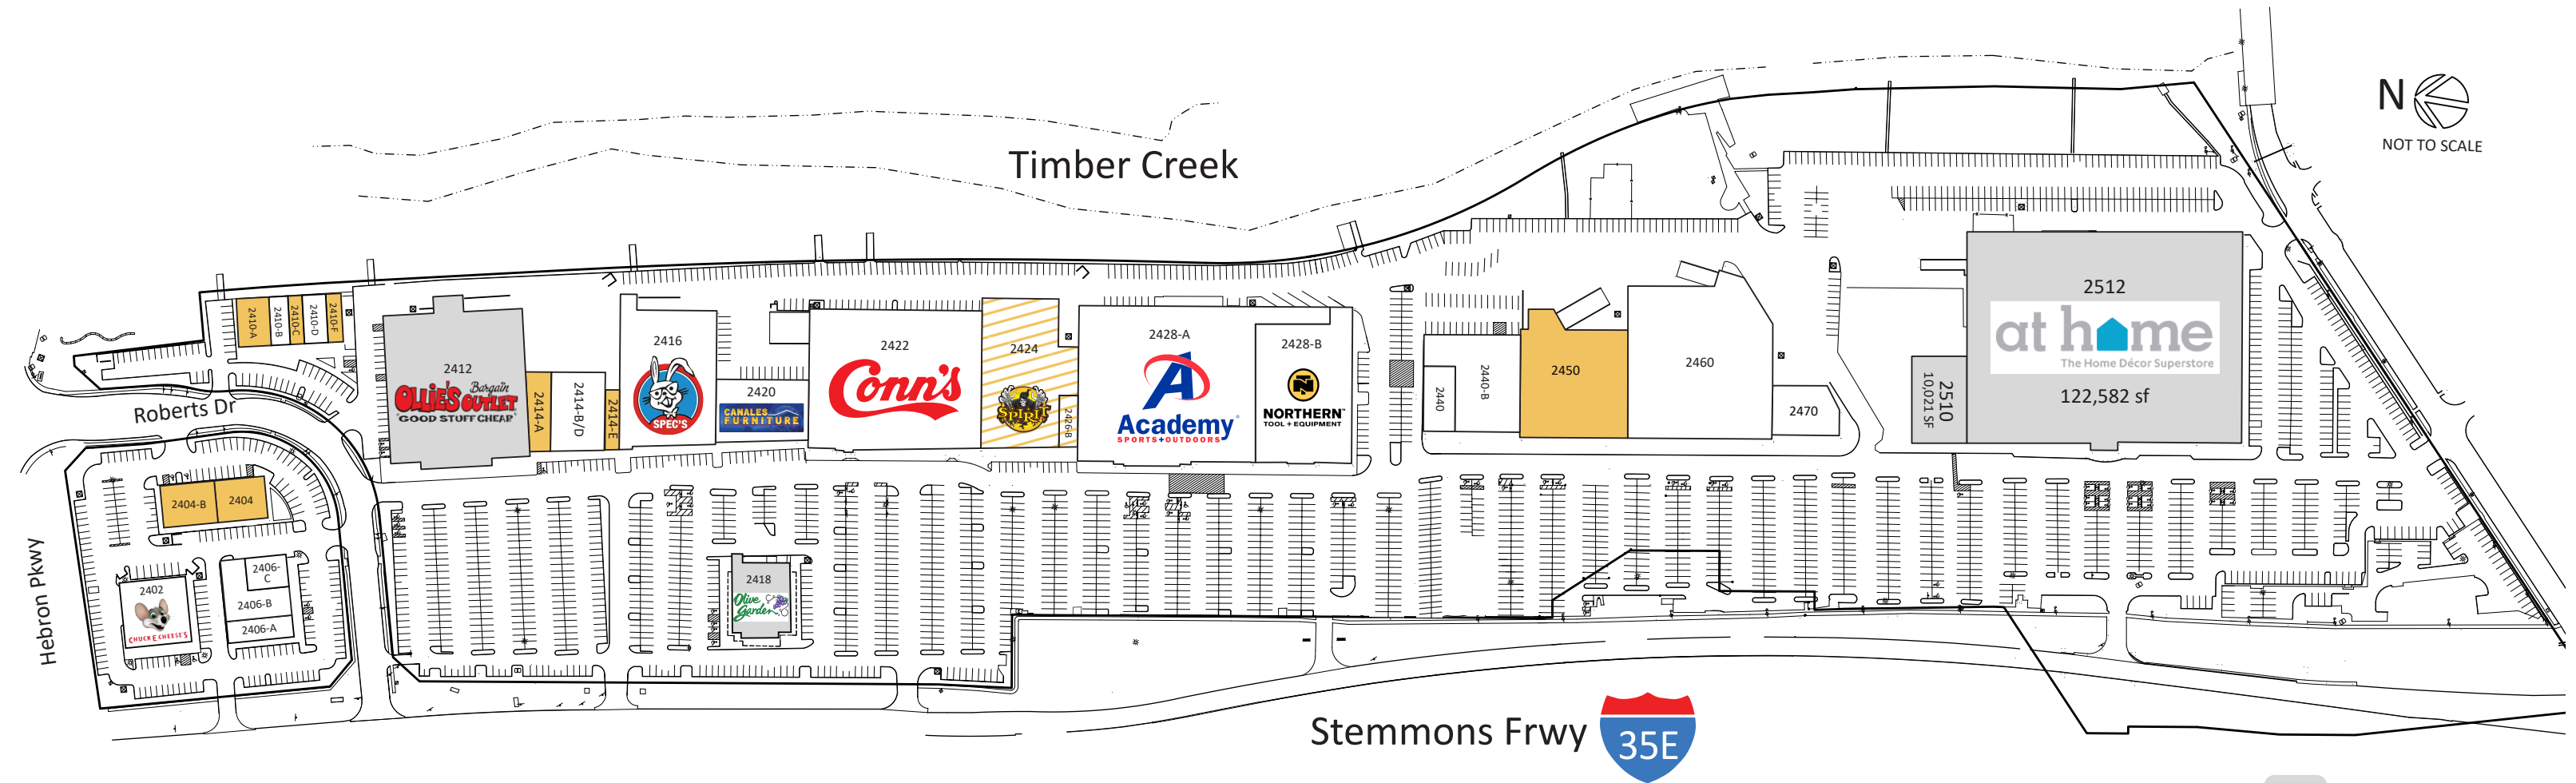 N
NOT TO SCALE
Timber Creek
Roberts Dr
Hebron Pkwy
Stemmons Frwy
35E
2410-A
2410-B
2410-C
2410-D
2410-F
2412
OLLIE'S
Bargain
OUTLET
"GOOD STUFF CHEAP"
2414-A
2414-B/D
2414-E
2416
SPEC'S
2420
CANALES
FURNITURE
2422
Conn's
2424
SPIRIT
2426-B
2428-A
Academy
SPORTS+OUTDOORS
2428-B
N
NORTHERN
TOOL + EQUIPMENT
2440
2440-B
2450
2460
2470
2510
10,021 SF
2512
at home
The Home Décor Superstore
122,582 sf
2404-B
2404
2402
CHUCK E CHEESE'S
2406-
C
2406-B
2406-A
2418
Olive
Garden